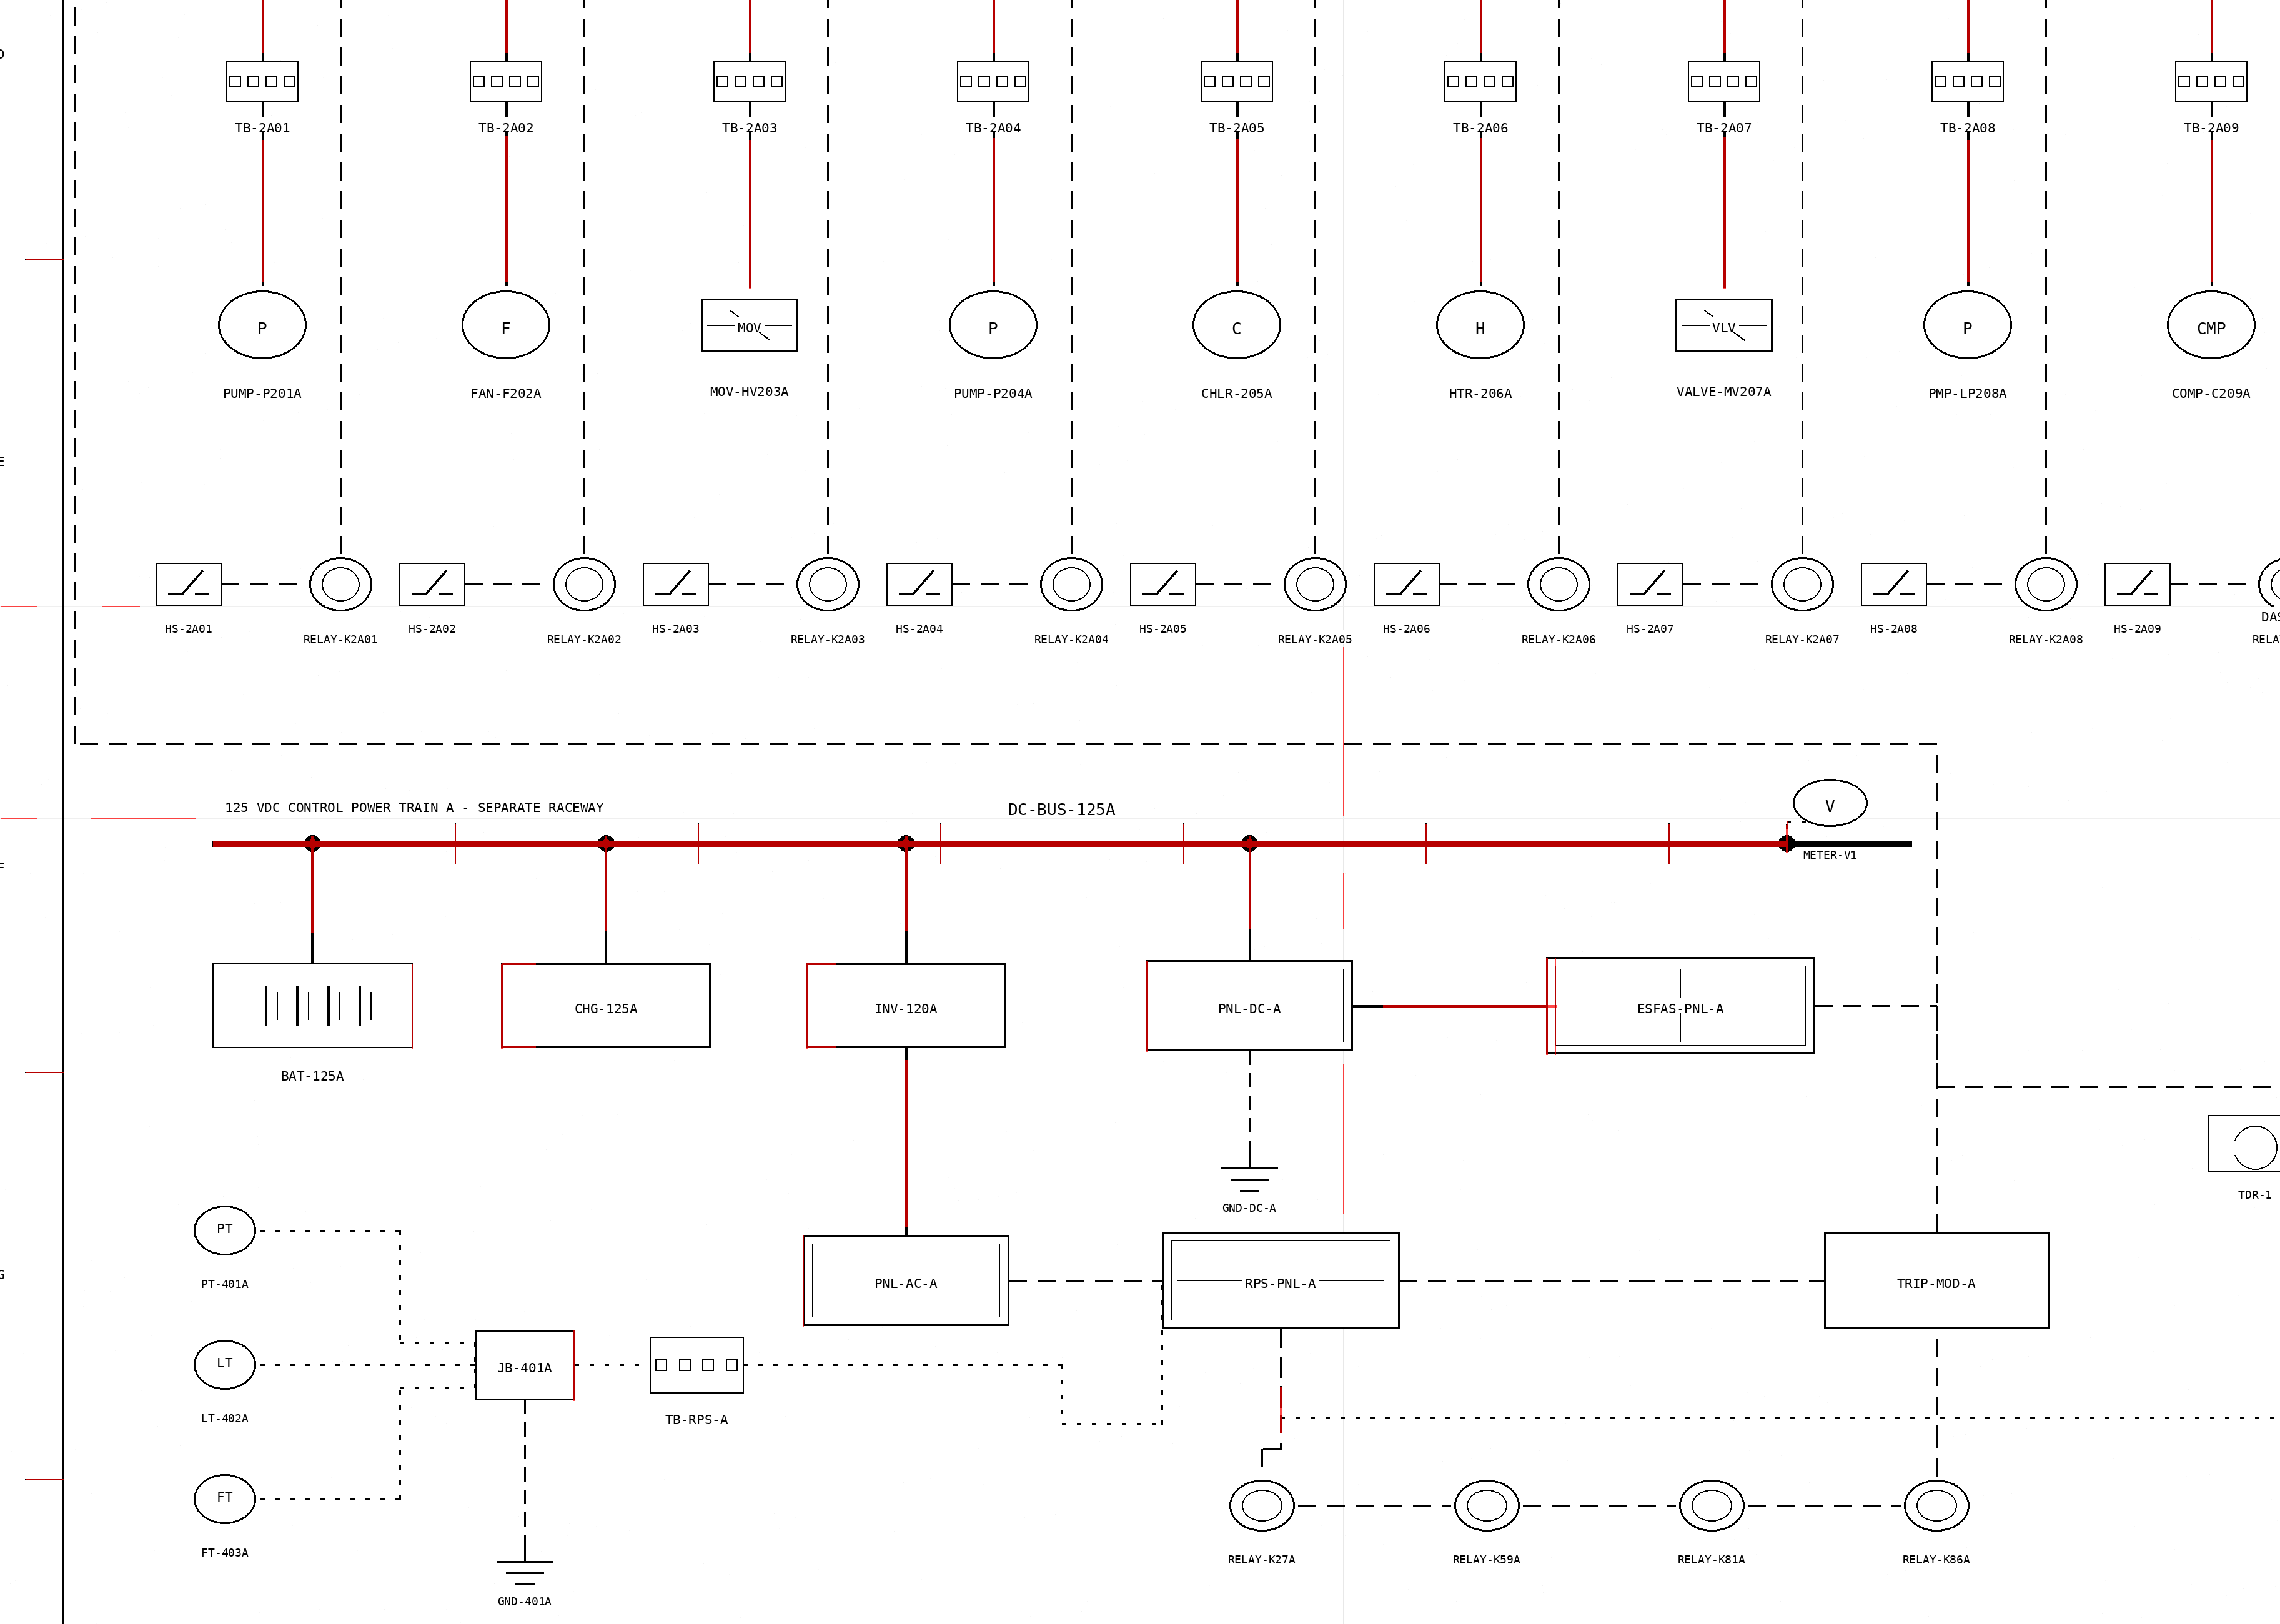 TB-2A01 TB-2A02 TB-2A03 TB-2A04 TB-2A05 TB-2A06 TB-2A07 TB-2A08 TB-2A09
P F MOV P C H VLV P CMP
PUMP-P201A FAN-F202A MOV-HV203A PUMP-P204A CHLR-205A HTR-206A VALVE-MV207A PMP-LP208A COMP-C209A
E
HS-2A01 HS-2A02 HS-2A03 HS-2A04 HS-2A05 HS-2A06 HS-2A07 HS-2A08 HS-2A09
RELAY-K2A01 RELAY-K2A02 RELAY-K2A03 RELAY-K2A04 RELAY-K2A05 RELAY-K2A06 RELAY-K2A07 RELAY-K2A08
125 VDC CONTROL POWER TRAIN A - SEPARATE RACEWAY
DC-BUS-125A
V
METER-V1
F
CHG-125A INV-120A PNL-DC-A ESFAS-PNL-A
BAT-125A
TDR-1
GND-DC-A
PT
PT-401A
G
PNL-AC-A RPS-PNL-A TRIP-MOD-A
LT
JB-401A
LT-402A
TB-RPS-A
FT
FT-403A
RELAY-K27A RELAY-K59A RELAY-K81A RELAY-K86A
GND-401A